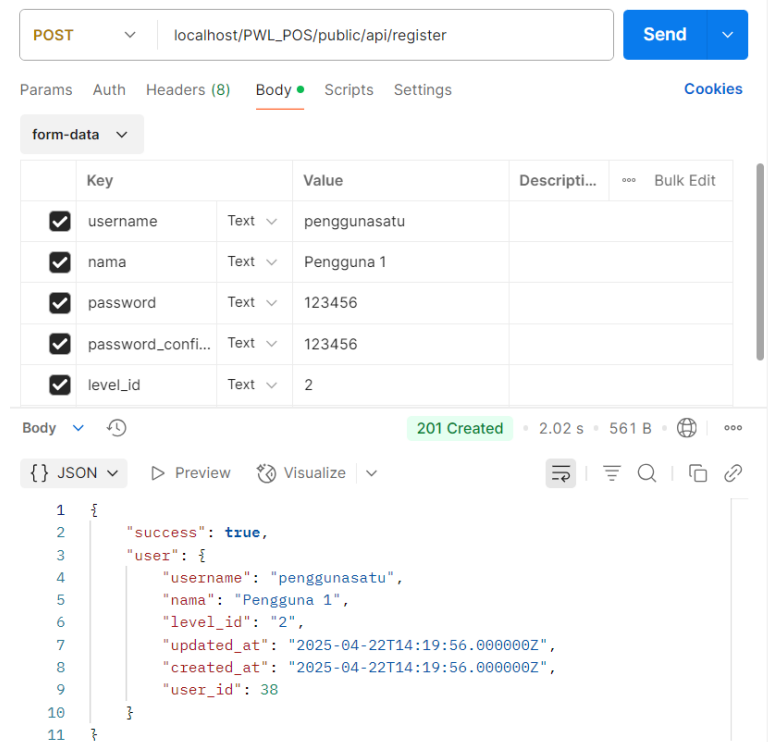 POST localhost/PWL_POS/public/api/register Send
Params Auth Headers (8) Body Scripts Settings Cookies
form-data
Key Value Descripti... Bulk Edit
username Text penggunasatu
nama Text Pengguna 1
password Text 123456
password_confi... Text 123456
level_id Text 2
Body 201 Created 2.02 s 561 B
{} JSON Preview Visualize
1 {
2 "success": true,
3 "user": {
4 "username": "penggunasatu",
5 "nama": "Pengguna 1",
6 "level_id": "2",
7 "updated_at": "2025-04-22T14:19:56.000000Z",
8 "created_at": "2025-04-22T14:19:56.000000Z",
9 "user_id": 38
10 }
11 }